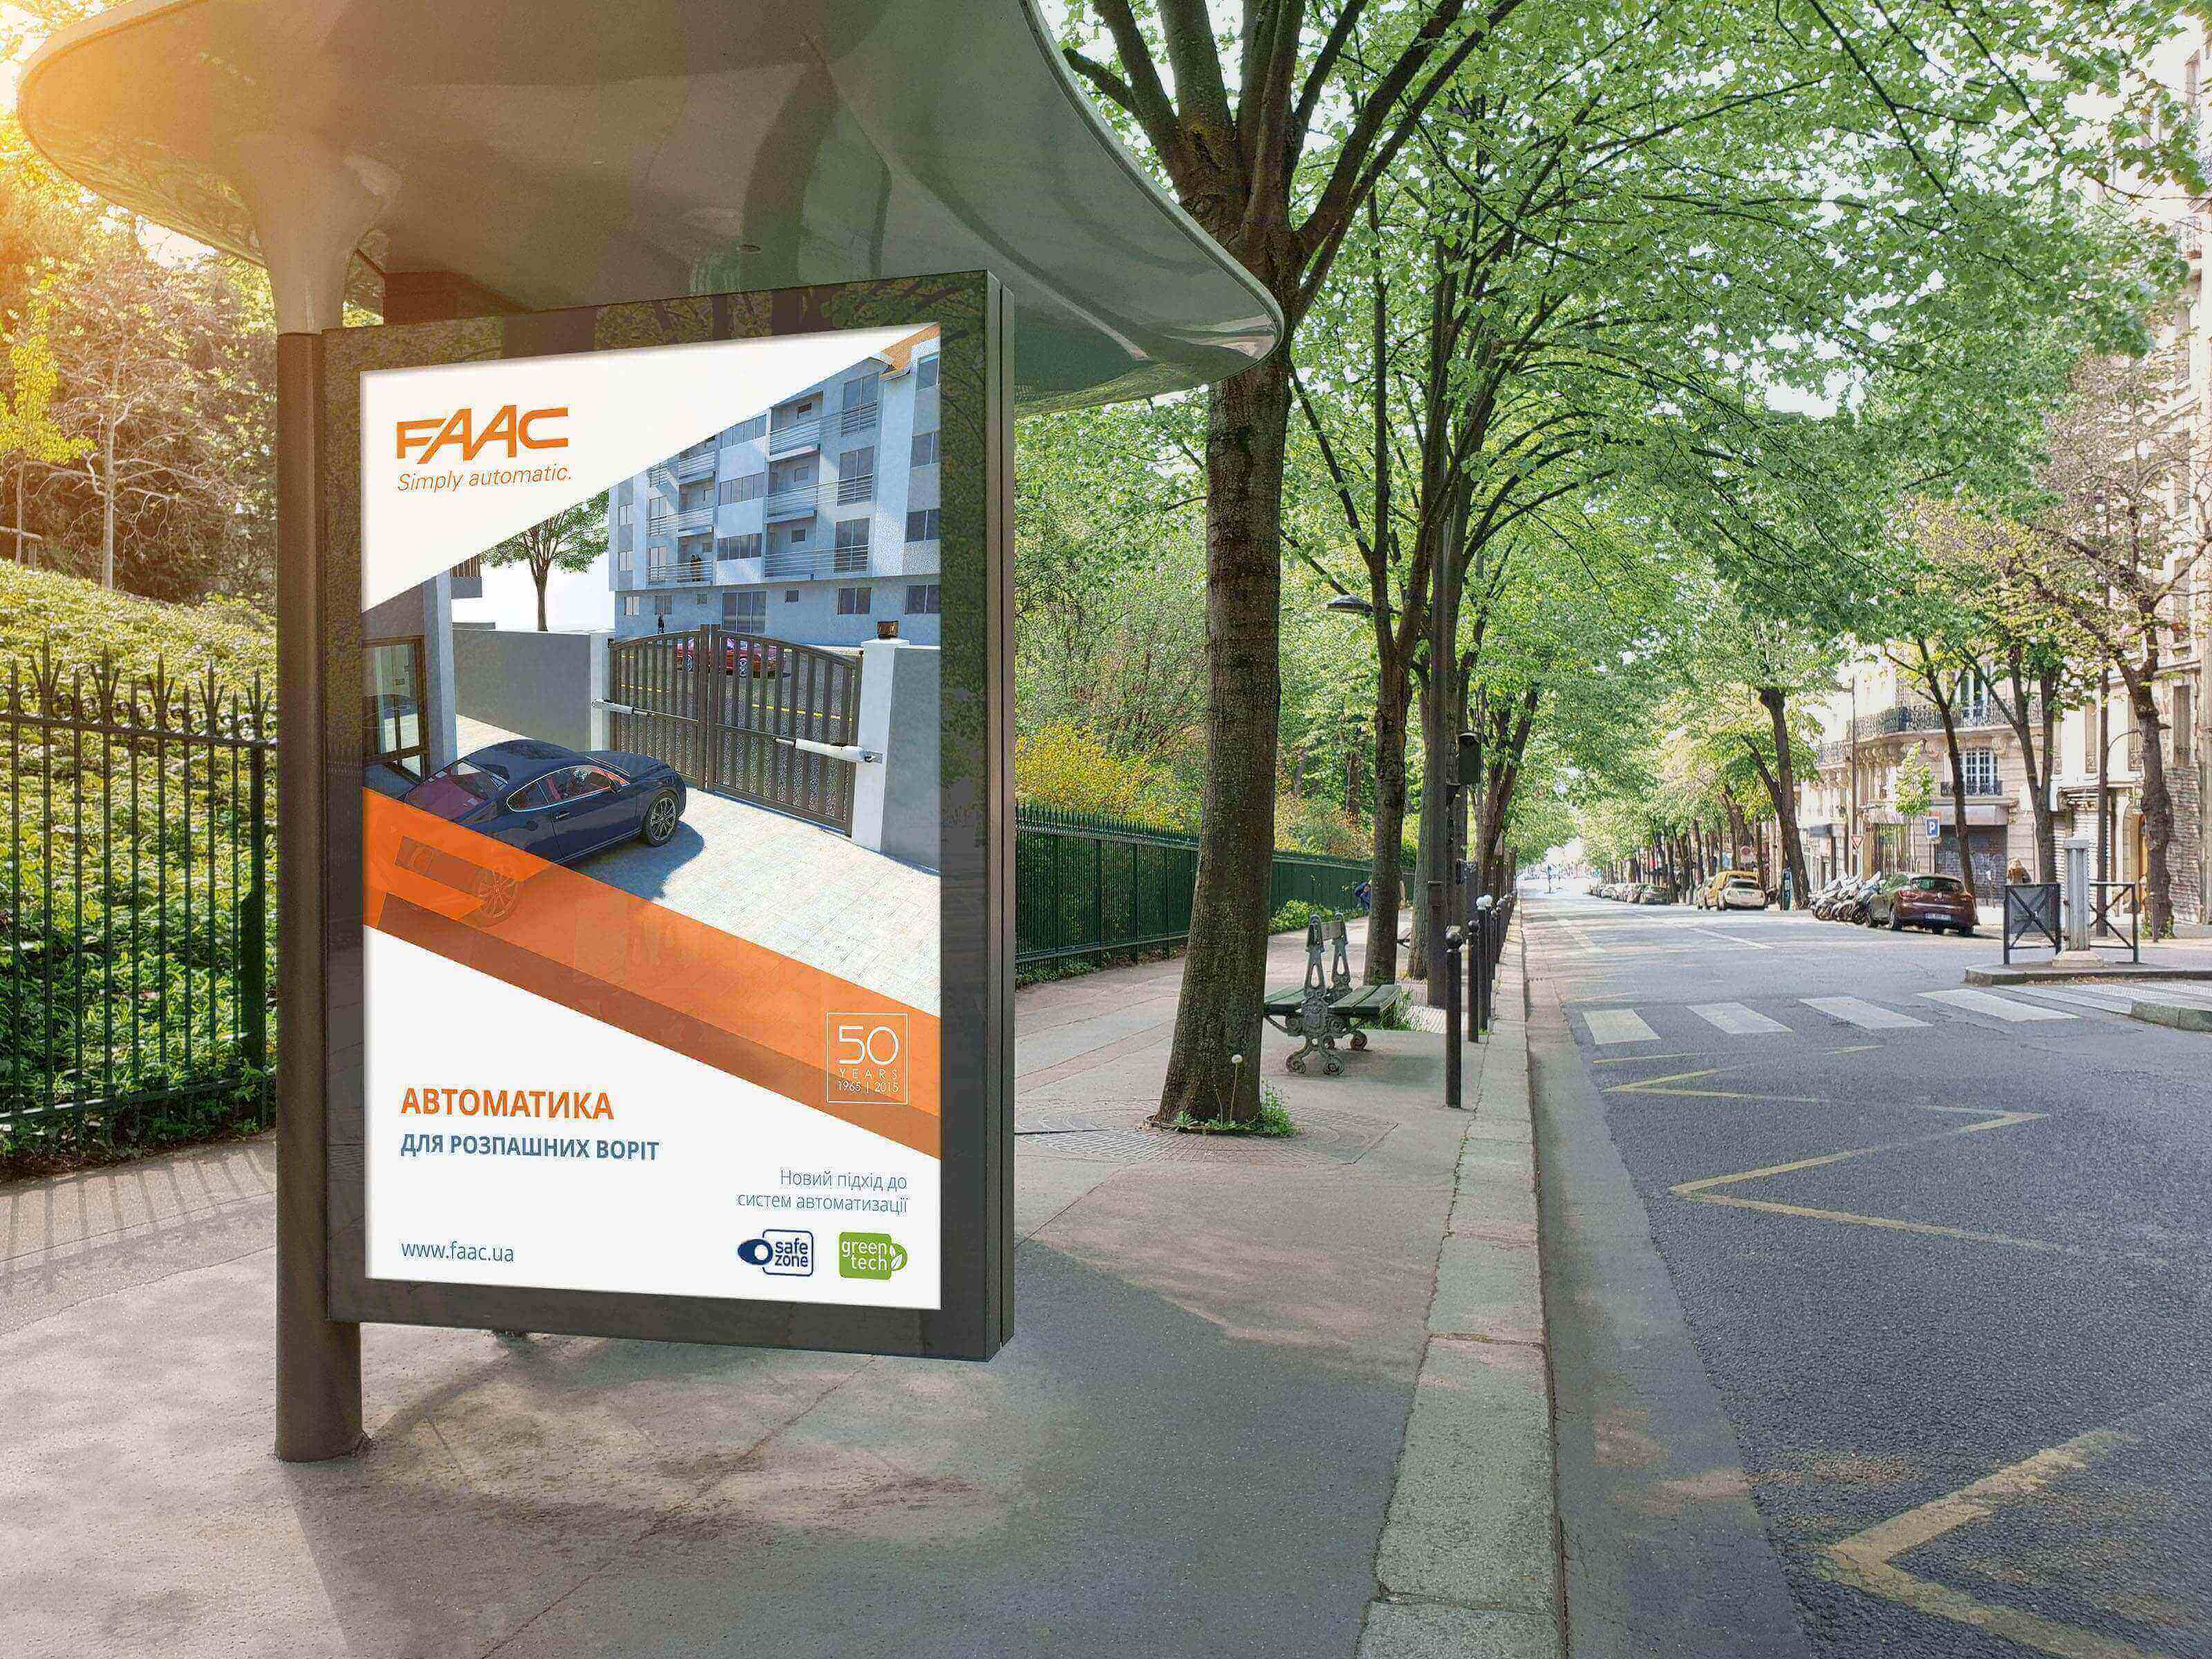 FAAC
Simply automatic.
50
YEARS
1965 | 2015
АВТОМАТИКА
ДЛЯ РОЗПАШНИХ ВОРІТ
Новий підхід до
систем автоматизації
www.faac.ua
safe
zone
green
tech
P